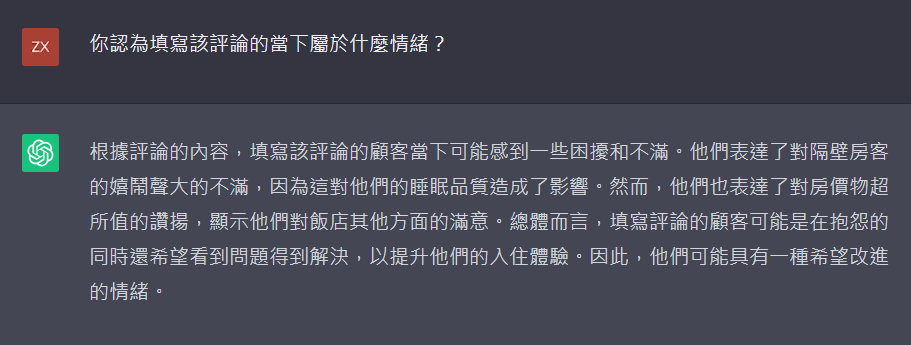 ZX
你認為填寫該評論的當下屬於什麼情緒？
根據評論的內容，填寫該評論的顧客當下可能感到一些困擾和不滿。他們表達了對隔壁房客
的嬉鬧聲大的不滿，因為這對他們的睡眠品質造成了影響。然而，他們也表達了對房價物超
所值的讚揚，顯示他們對飯店其他方面的滿意。總體而言，填寫評論的顧客可能是在抱怨的
同時還希望看到問題得到解決，以提升他們的入住體驗。因此，他們可能具有一種希望改進
的情緒。